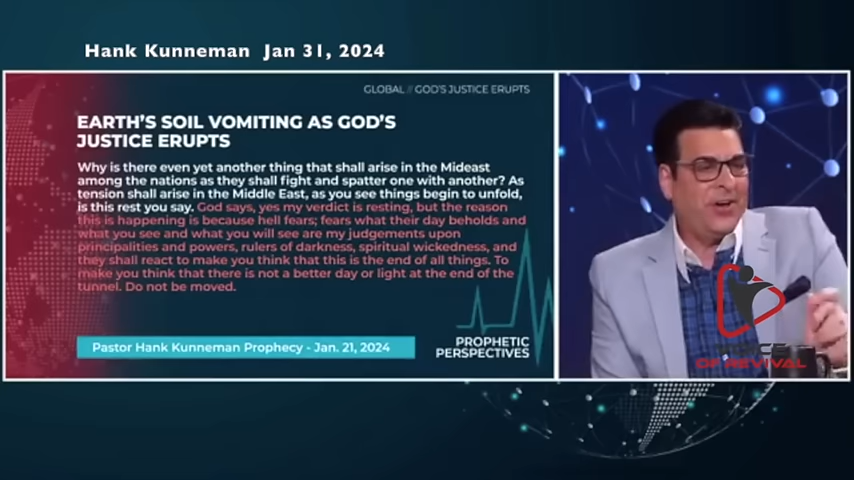 Hank Kunneman Jan 31, 2024
GLOBAL // GOD'S JUSTICE ERUPTS
EARTH'S SOIL VOMITING AS GOD'S
JUSTICE ERUPTS
Why is there even yet another thing that shall arise in the Mideast
among the nations as they shall fight and spatter one with another? As
tension shall arise in the Middle East, as you see things begin to unfold,
is this rest you say. God says, yes my verdict is resting, but the reason
this is happening is because hell fears; fears what their day beholds and
what you see and what you will see are my judgements upon
principalities and powers, rulers of darkness, spiritual wickedness, and
they shall react to make you think that this is the end of all things. To
make you think that there is not a better day or light at the end of the
tunnel. Do not be moved.
Pastor Hank Kunneman Prophecy - Jan. 21, 2024
PROPHETIC
PERSPECTIVES
OF REVIVAL